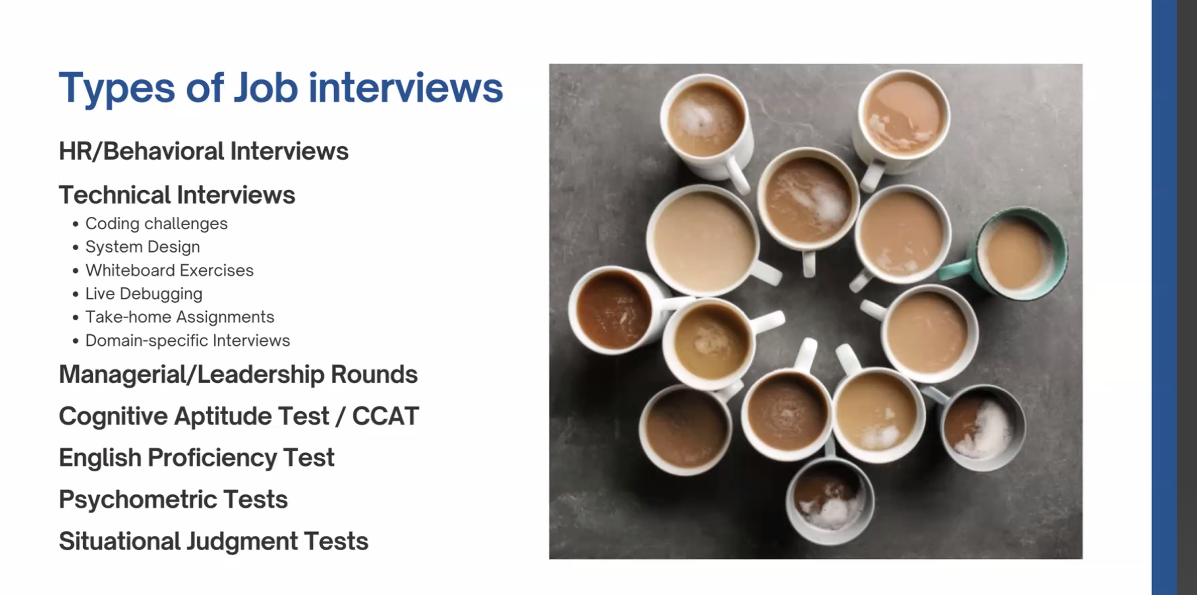 Types of Job interviews
HR/Behavioral Interviews
Technical Interviews
• Coding challenges
• System Design
• Whiteboard Exercises
• Live Debugging
• Take-home Assignments
• Domain-specific Interviews
Managerial/Leadership Rounds
Cognitive Aptitude Test / CCAT
English Proficiency Test
Psychometric Tests
Situational Judgment Tests